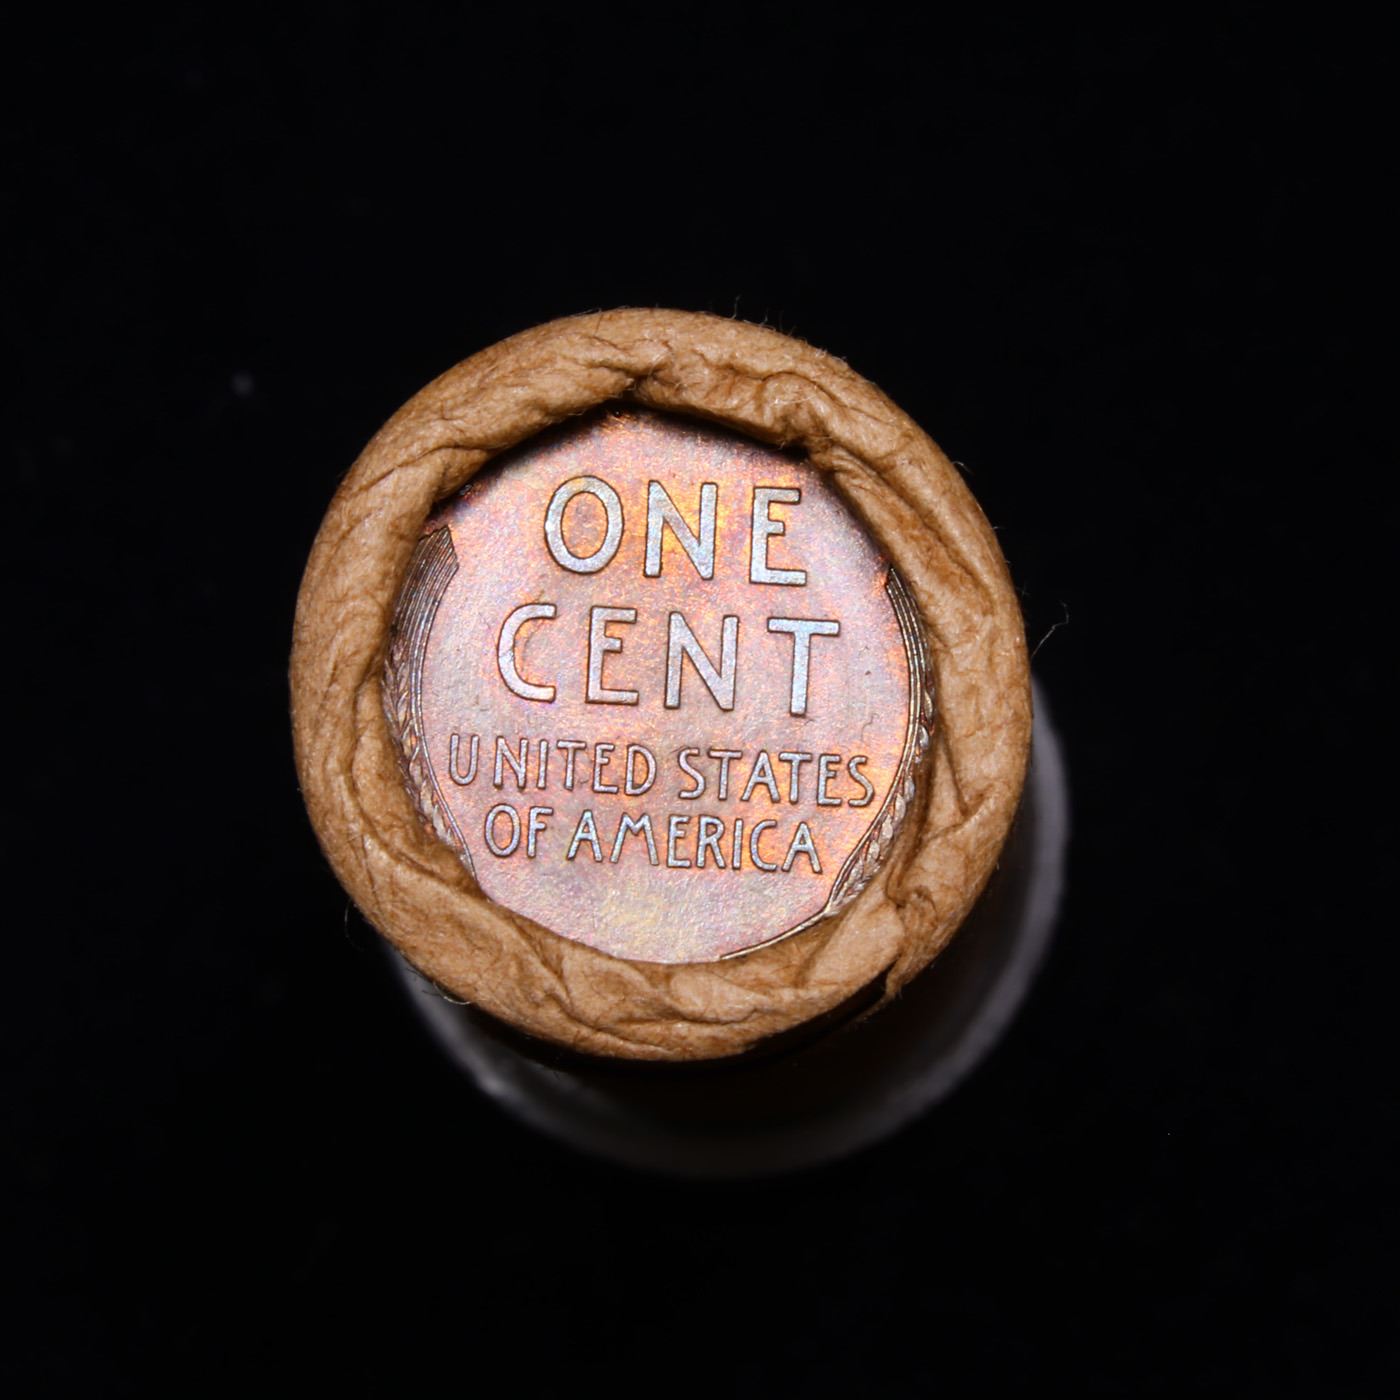 ONE
CENT
UNITED STATES
OF AMERICA